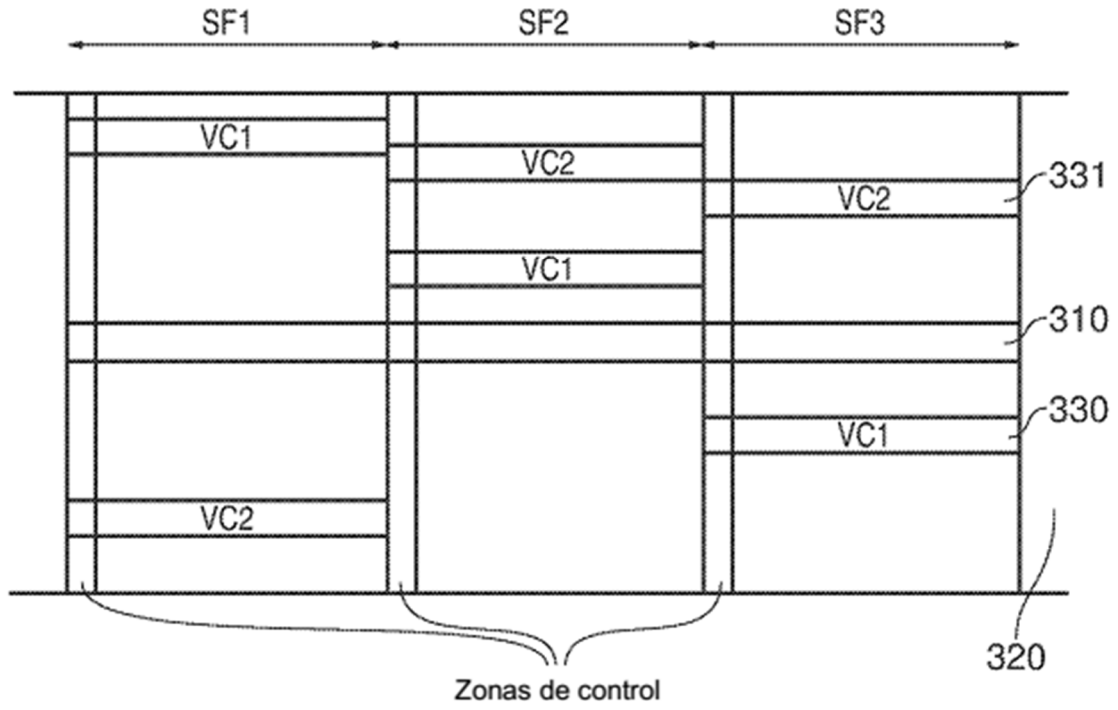 SF1 SF2 SF3
VC1
VC2
331
VC2
VC1
310
330
VC1
VC2
320
Zonas de control